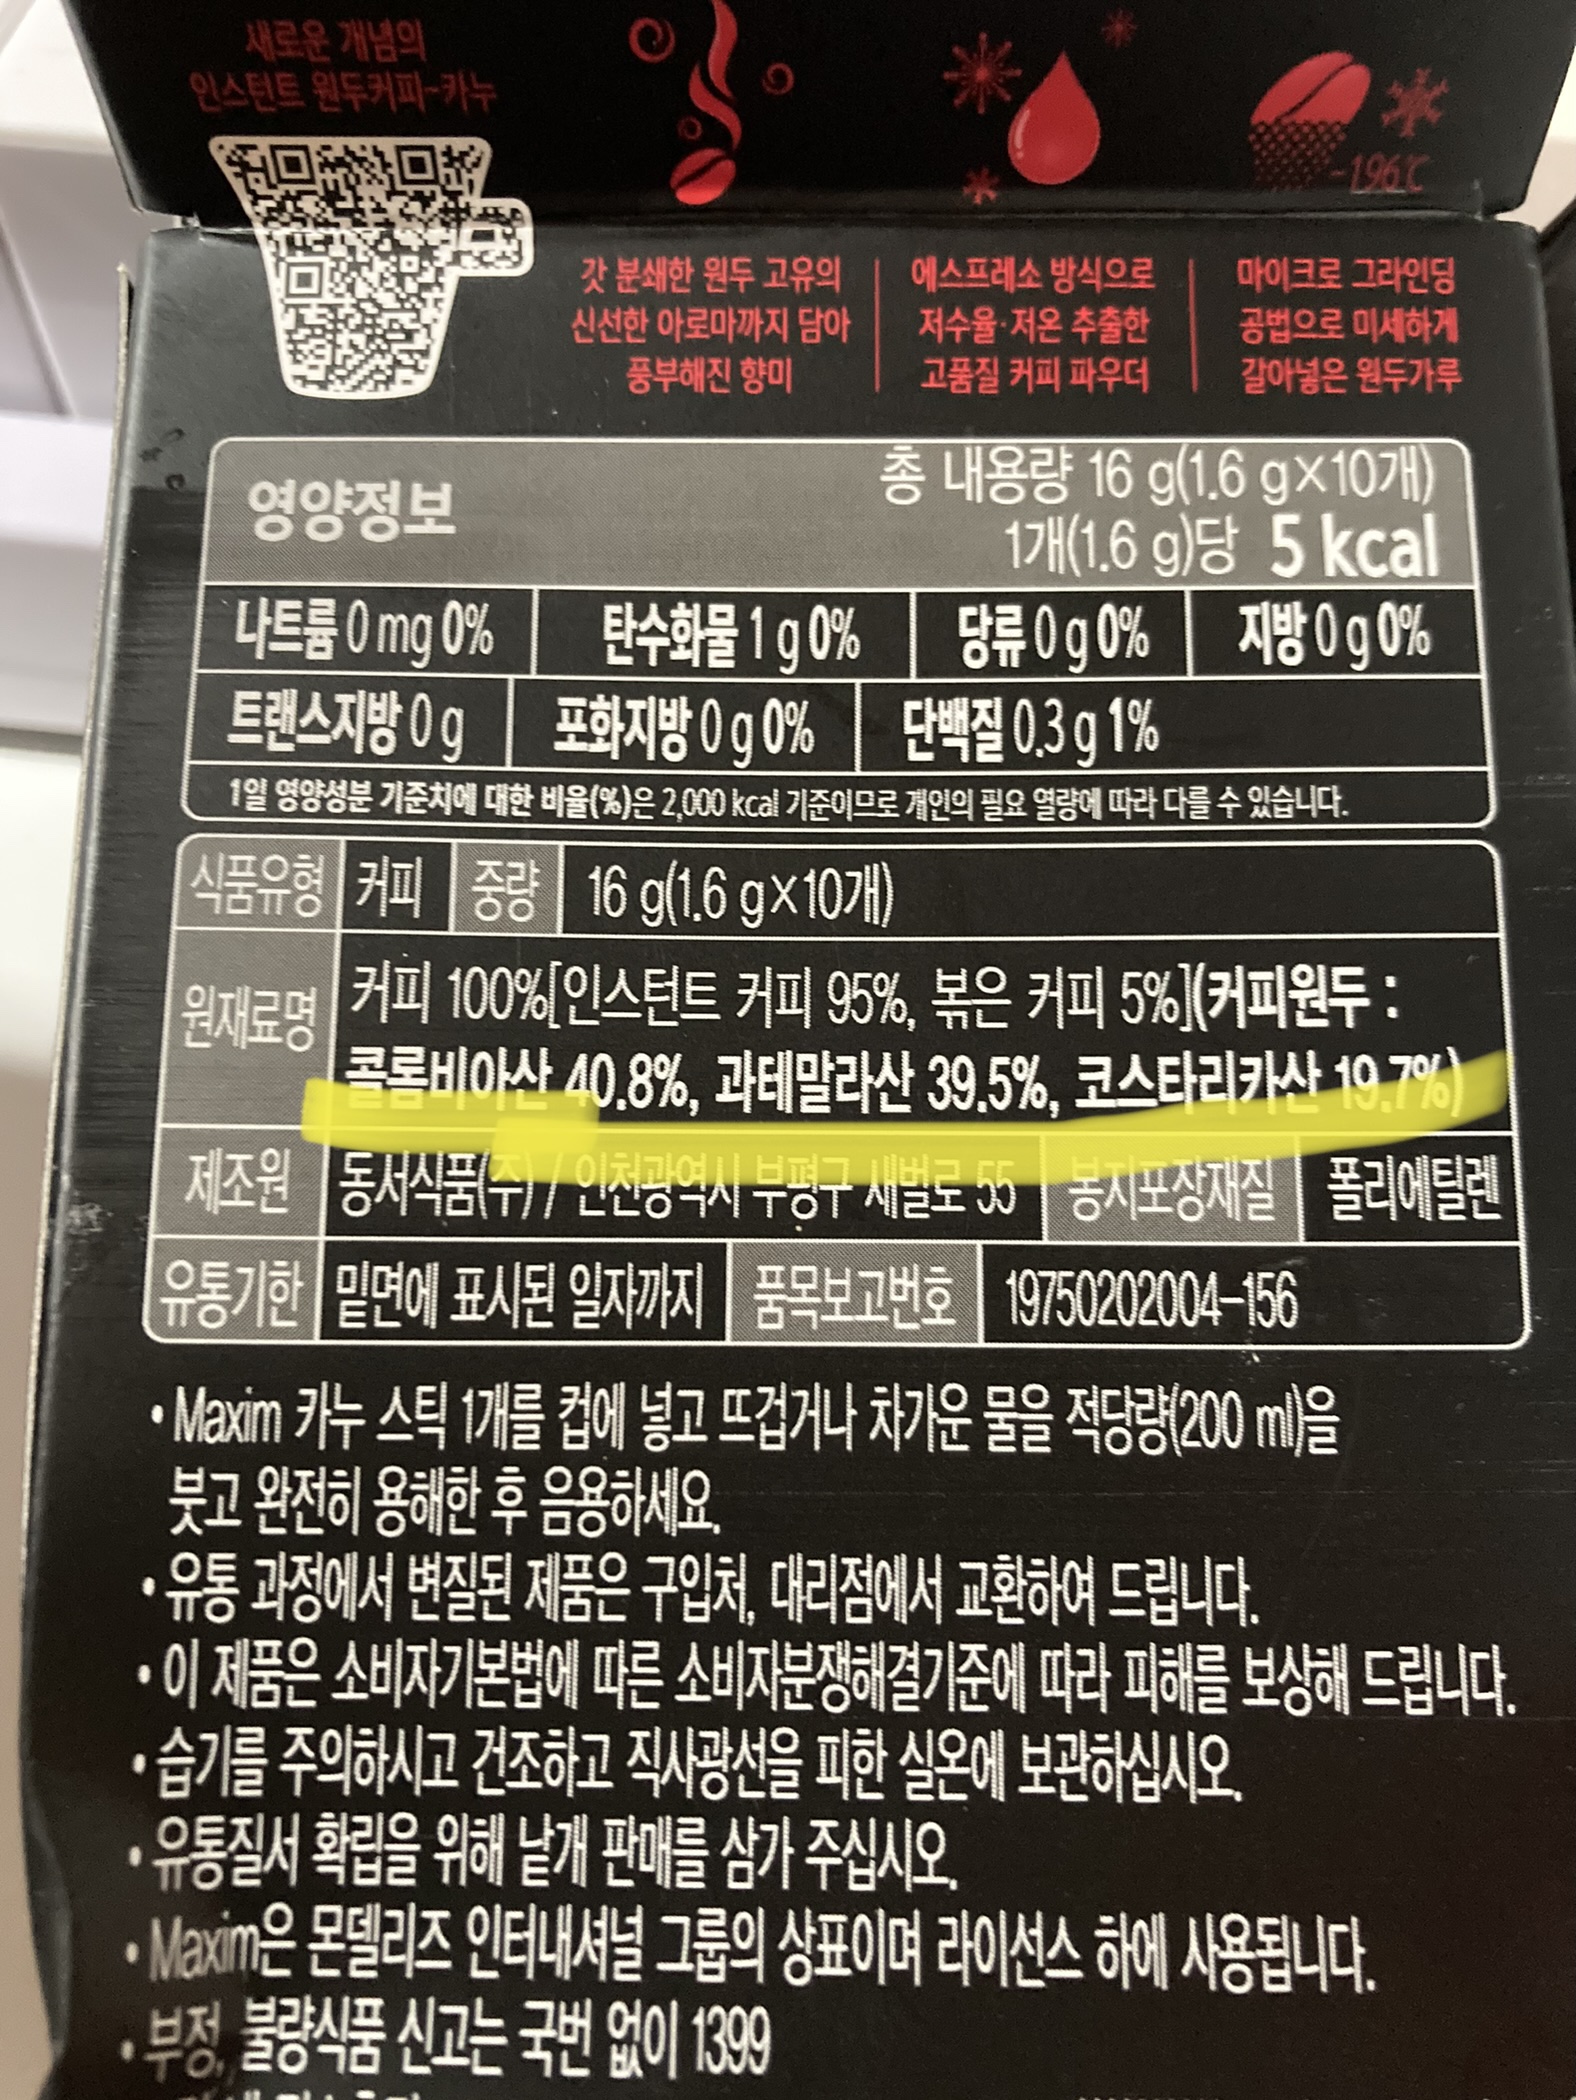 새로운 개념의
인스턴트 원두커피-카누
-196℃
갓 분쇄한 원두 고유의
신선한 아로마까지 담아
풍부해진 향미
에스프레소 방식으로
저수율·저온 추출한
고품질 커피 파우더
마이크로 그라인딩
공법으로 미세하게
갈아넣은 원두가루
영양정보
총 내용량 16 g(1.6 g×10개)
1개(1.6 g)당 5 kcal
나트륨 0 mg 0% 탄수화물 1 g 0% 당류 0 g 0% 지방 0 g 0%
트랜스지방 0 g 포화지방 0 g 0% 단백질 0.3 g 1%
1일 영양성분 기준치에 대한 비율(%)은 2,000 kcal 기준이므로 개인의 필요 열량에 따라 다를 수 있습니다.
식품유형 커피 중량 16 g(1.6 g×10개)
원재료명 커피 100%[인스턴트 커피 95%, 볶은 커피 5%](커피원두 :
콜롬비아산 40.8%, 과테말라산 39.5%, 코스타리카산 19.7%)
제조원 동서식품(주) / 인천광역시 부평구 새벌로 55 봉지포장재질 폴리에틸렌
유통기한 밑면에 표시된 일자까지 품목보고번호 19750202004-156
• Maxim 카누 스틱 1개를 컵에 넣고 뜨겁거나 차가운 물을 적당량(200 ml)을
붓고 완전히 용해한 후 음용하세요.
• 유통 과정에서 변질된 제품은 구입처, 대리점에서 교환하여 드립니다.
• 이 제품은 소비자기본법에 따른 소비자분쟁해결기준에 따라 피해를 보상해 드립니다.
• 습기를 주의하시고 건조하고 직사광선을 피한 실온에 보관하십시오.
• 유통질서 확립을 위해 낱개 판매를 삼가 주십시오.
• Maxim은 몬델리즈 인터내셔널 그룹의 상표이며 라이선스 하에 사용됩니다.
• 부정, 불량식품 신고는 국번 없이 1399